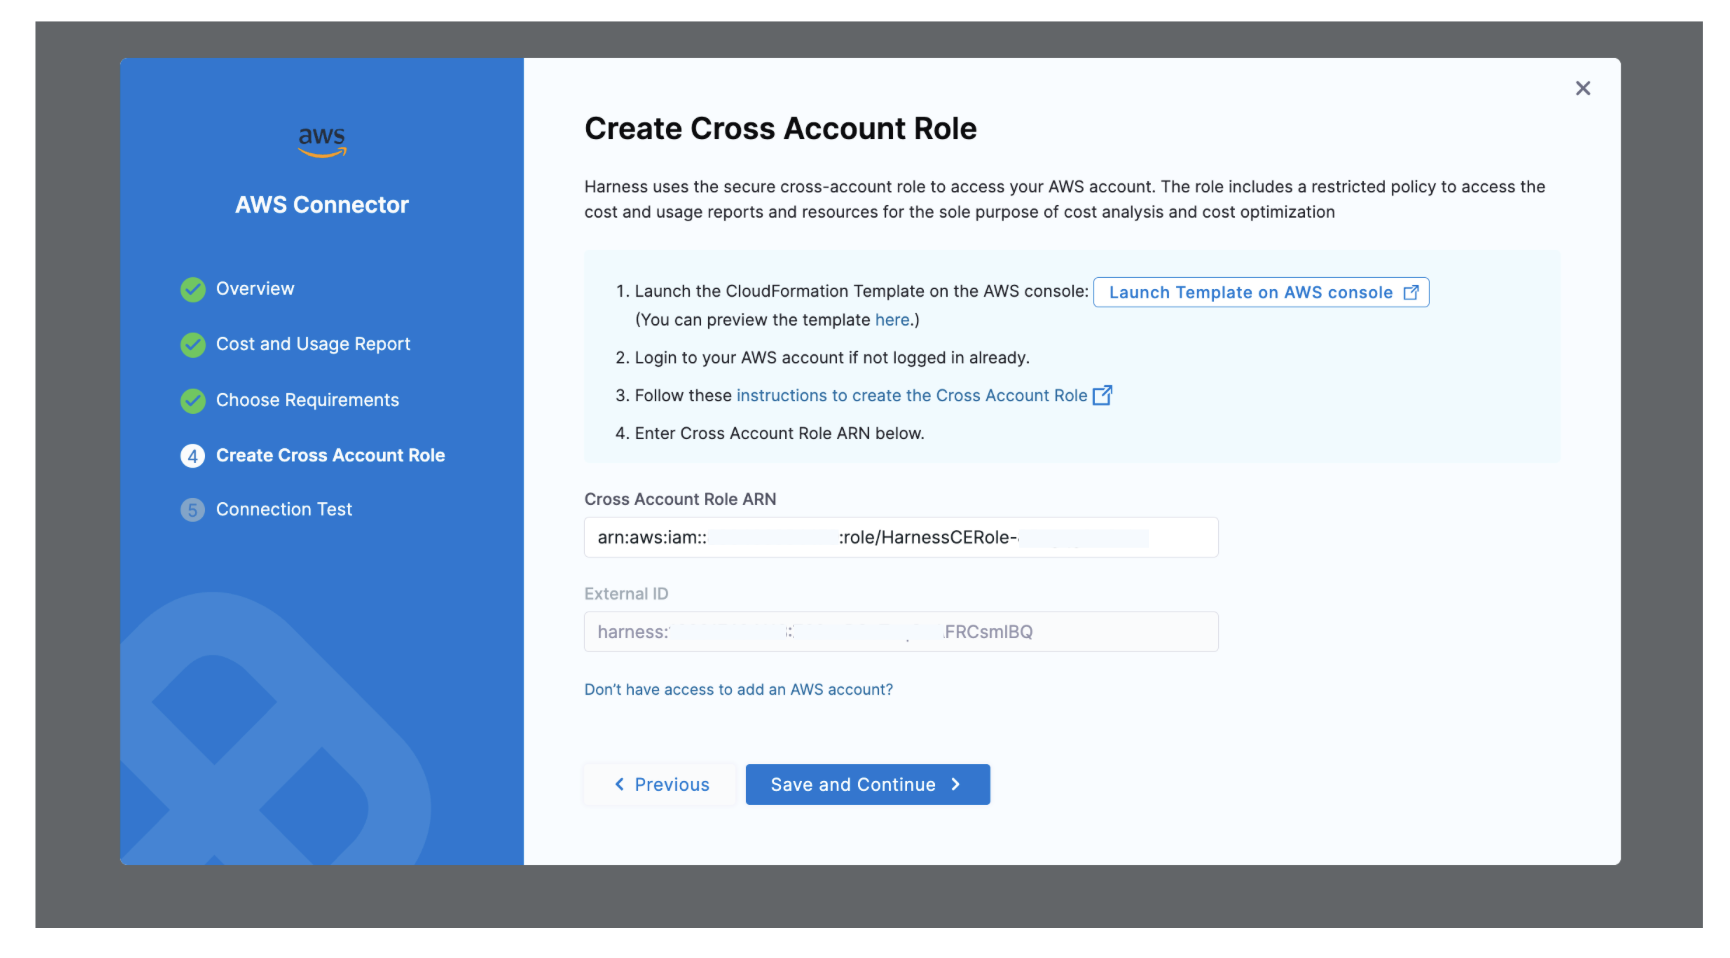 aws
AWS Connector
Overview
Cost and Usage Report
Choose Requirements
4 Create Cross Account Role
5 Connection Test
Create Cross Account Role
Harness uses the secure cross-account role to access your AWS account. The role includes a restricted policy to access the
cost and usage reports and resources for the sole purpose of cost analysis and cost optimization
1. Launch the CloudFormation Template on the AWS console: Launch Template on AWS console
(You can preview the template here.)
2. Login to your AWS account if not logged in already.
3. Follow these instructions to create the Cross Account Role
4. Enter Cross Account Role ARN below.
Cross Account Role ARN
arn:aws:iam:: :role/HarnessCERole-
External ID
harness: FRCsmIBQ
Don't have access to add an AWS account?
Previous
Save and Continue